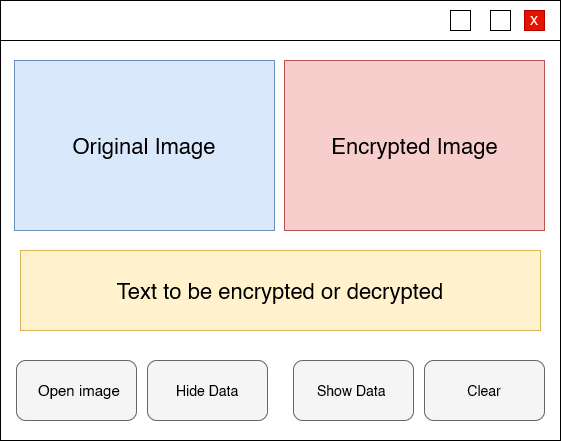 X
Original Image
Encrypted Image
Text to be encrypted or decrypted
Open image
Hide Data
Show Data
Clear